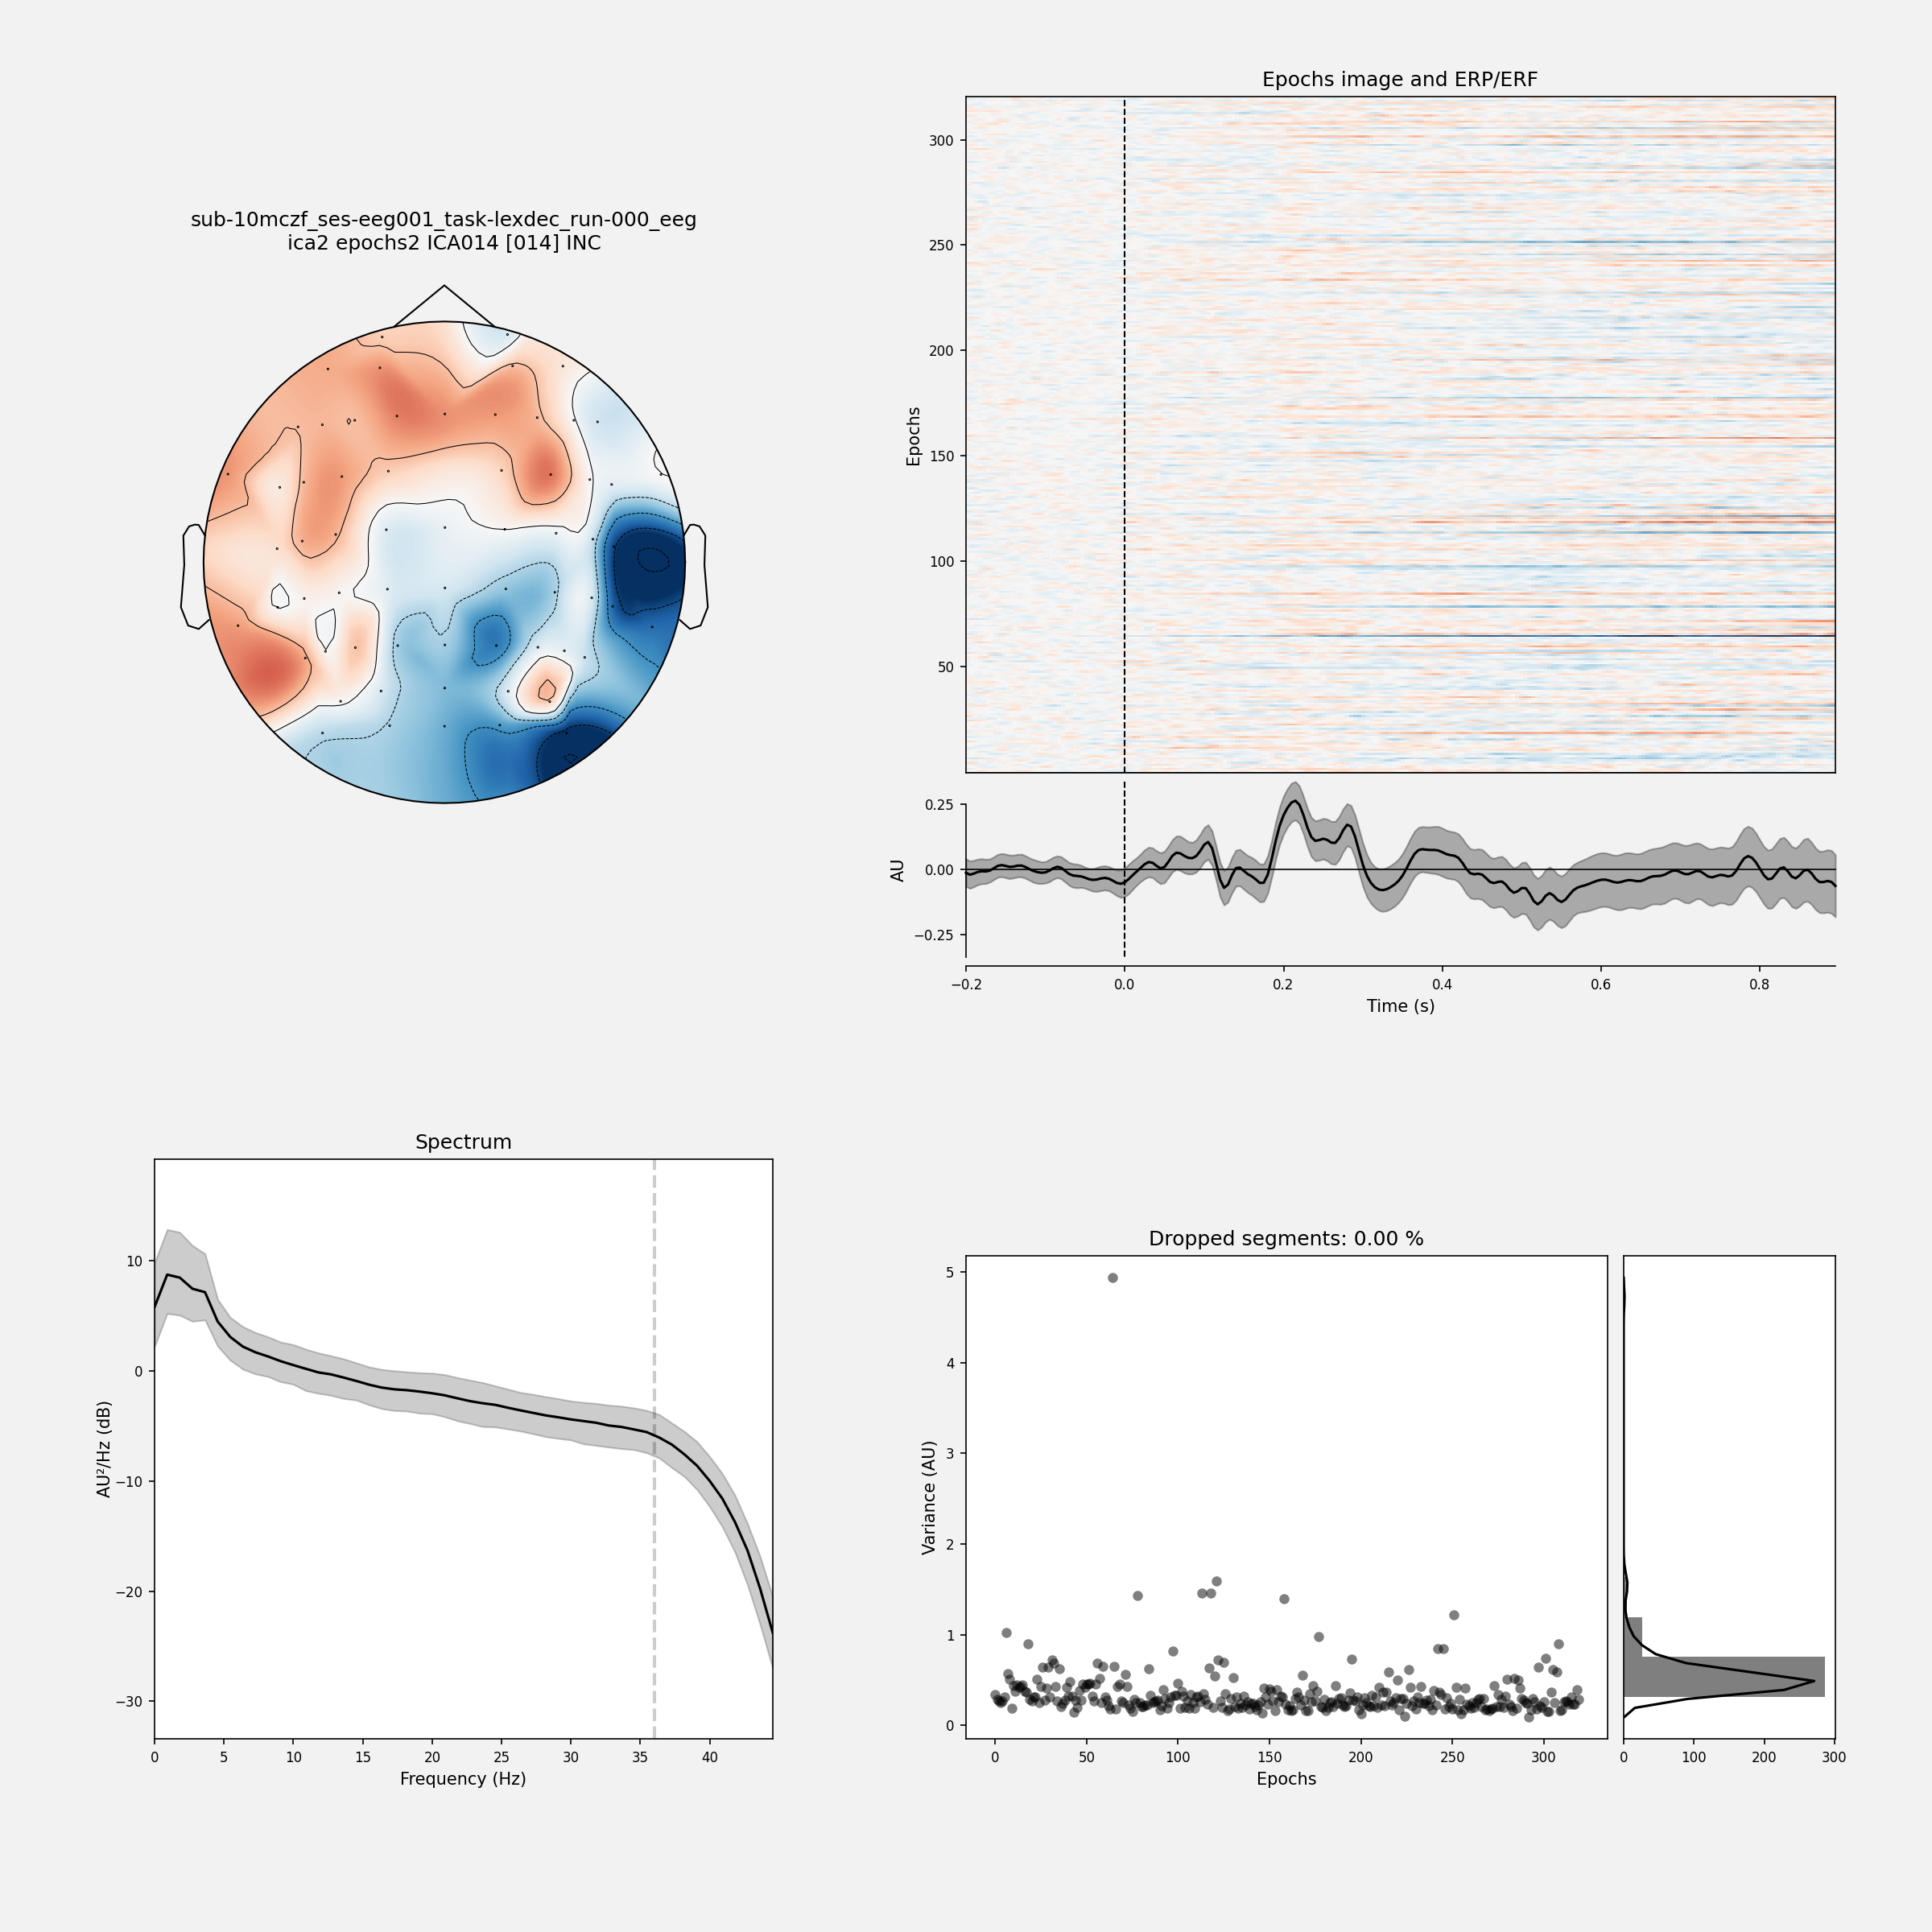 sub-10mczf_ses-eeg001_task-lexdec_run-000_eeg
ica2 epochs2 ICA014 [014] INC
Epochs image and ERP/ERF
Epochs
300
250
200
150
100
50
AU
0.25
0.00
−0.25
−0.2 0.0 0.2 0.4 0.6 0.8
Time (s)
Spectrum
AU²/Hz (dB)
10
0
−10
−20
−30
0 5 10 15 20 25 30 35 40
Frequency (Hz)
Dropped segments: 0.00 %
Variance (AU)
5
4
3
2
1
0
0 50 100 150 200 250 300
Epochs
0 100 200 300